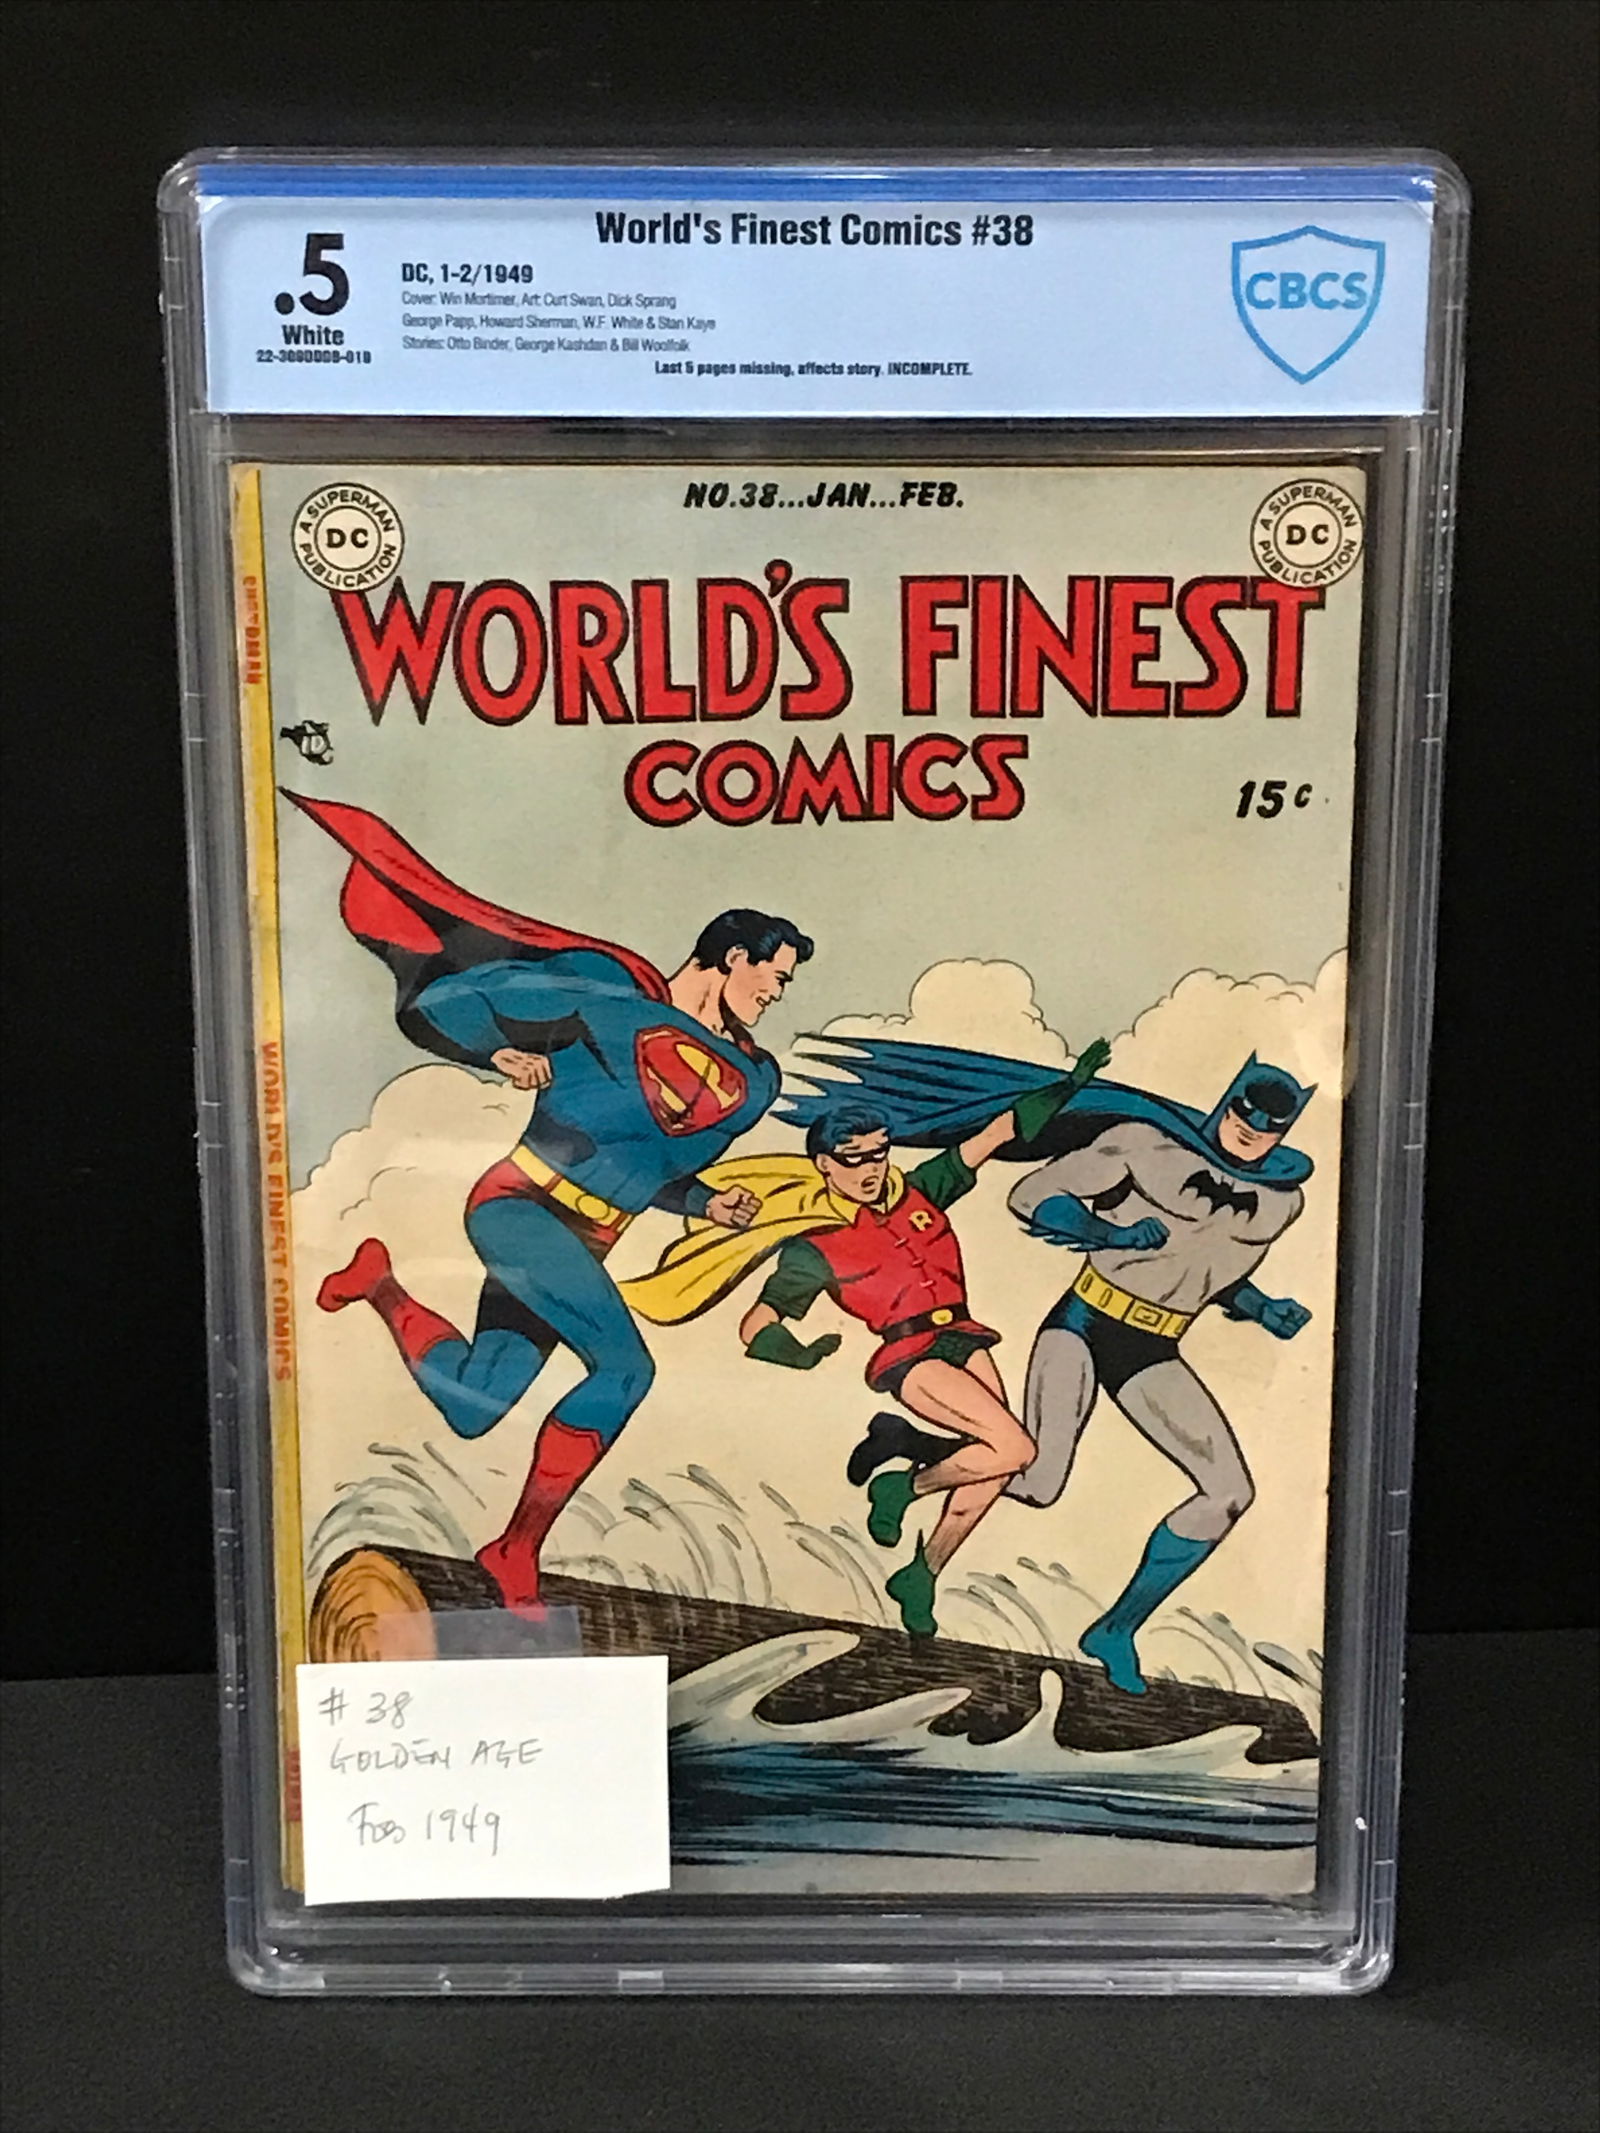 World's Finest Comics #38
.5
White
DC, 1-2/1949
Cover: Win Mortimer, Art: Curt Swan, Dick Sprang
George Papp, Howard Sherman, W.F. White & Stan Kaye
Stories: Otto Binder, George Kashdan & Bill Woolfolk
Last 5 pages missing, affects story. INCOMPLETE.
CBCS
NO.38...JAN...FEB.
A SUPERMAN PUBLICATION
DC
A SUPERMAN PUBLICATION
DC
WORLD'S FINEST
COMICS
15¢
WORLD'S FINEST COMICS
R
# 38
GOLDEN AGE
FEB 1949